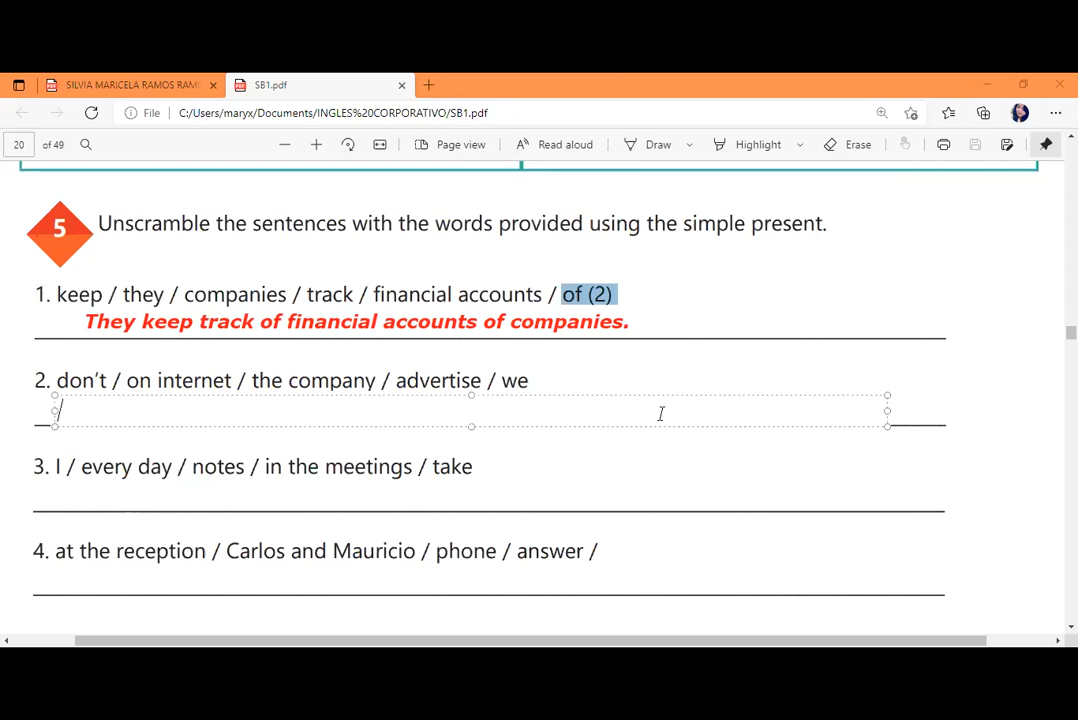 SILVIA MARICELA RAMOS RAM
SB1.pdf
File
C:/Users/maryx/Documents/INGLES%20CORPORATIVO/SB1.pdf
20 of 49
Page view
Read aloud
Draw
Highlight
Erase
5 Unscramble the sentences with the words provided using the simple present.
1. keep / they / companies / track / financial accounts / of (2)
They keep track of financial accounts of companies.
2. don’t / on internet / the company / advertise / we
3. I / every day / notes / in the meetings / take
4. at the reception / Carlos and Mauricio / phone / answer /